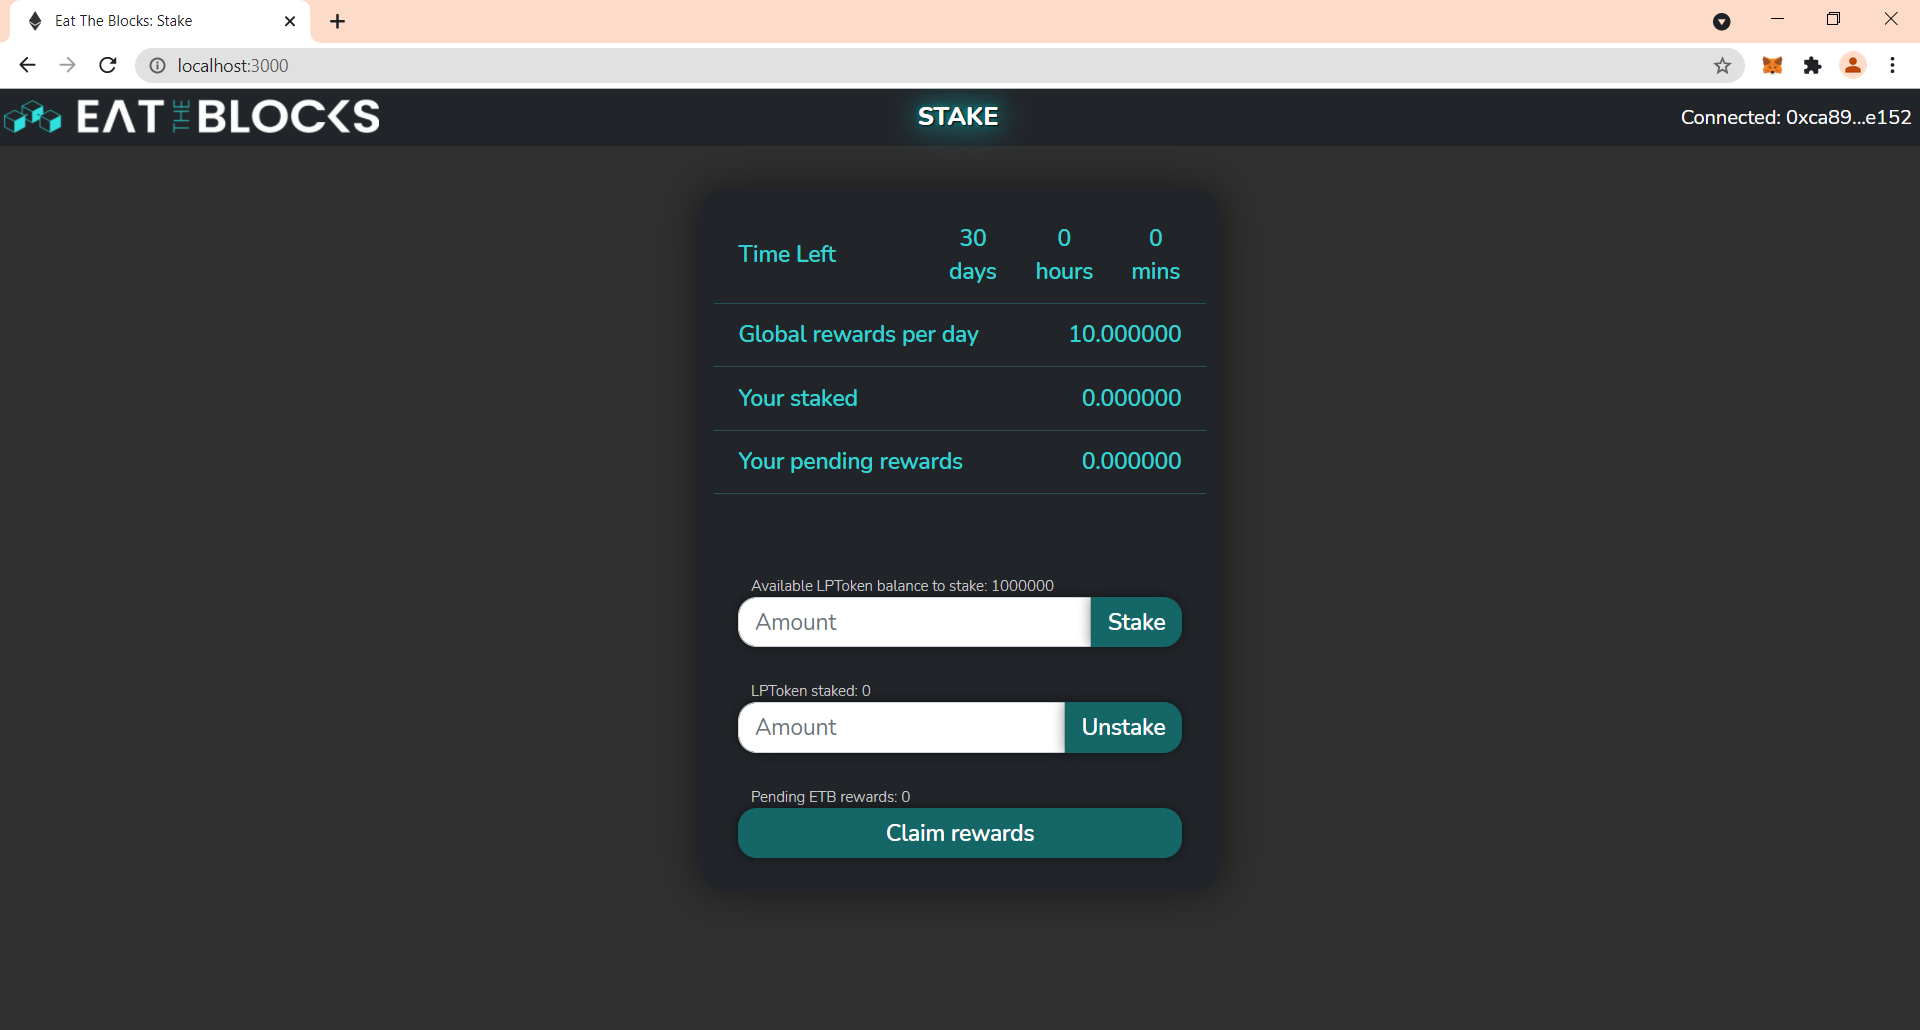 Eat The Blocks: Stake
localhost:3000
EAT THE BLOCKS
STAKE
Connected: 0xca89...e152
Time Left
30 0 0
days hours mins
Global rewards per day 10.000000
Your staked 0.000000
Your pending rewards 0.000000
Available LPToken balance to stake: 1000000
Amount Stake
LPToken staked: 0
Amount Unstake
Pending ETB rewards: 0
Claim rewards